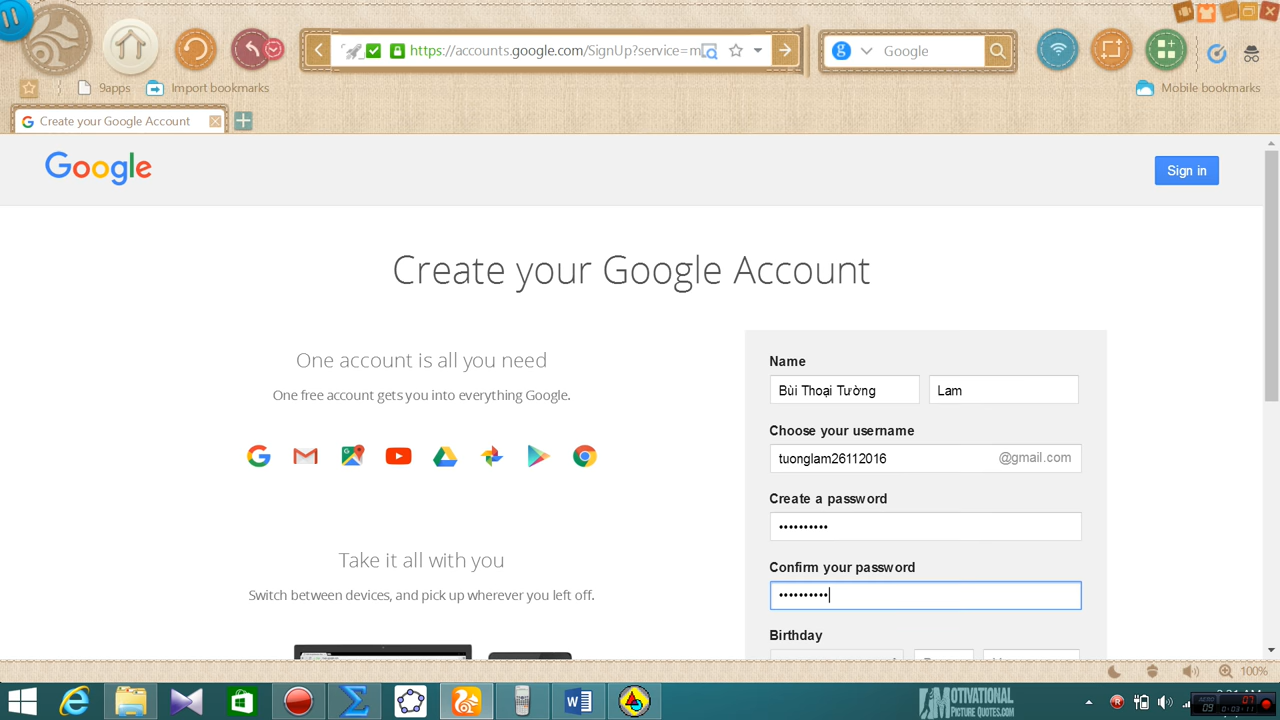 https://accounts.google.com/SignUp?service=m
Google
9apps
Import bookmarks
Mobile bookmarks
Create your Google Account
Google
Sign in
Create your Google Account
One account is all you need
One free account gets you into everything Google.
Take it all with you
Switch between devices, and pick up wherever you left off.
Name
Bùi Thoại Tường
Lam
Choose your username
tuonglam26112016
@gmail.com
Create a password
••••••••••
Confirm your password
••••••••••
Birthday
100%
MOTIVATIONAL
PICTURE QUOTES.COM